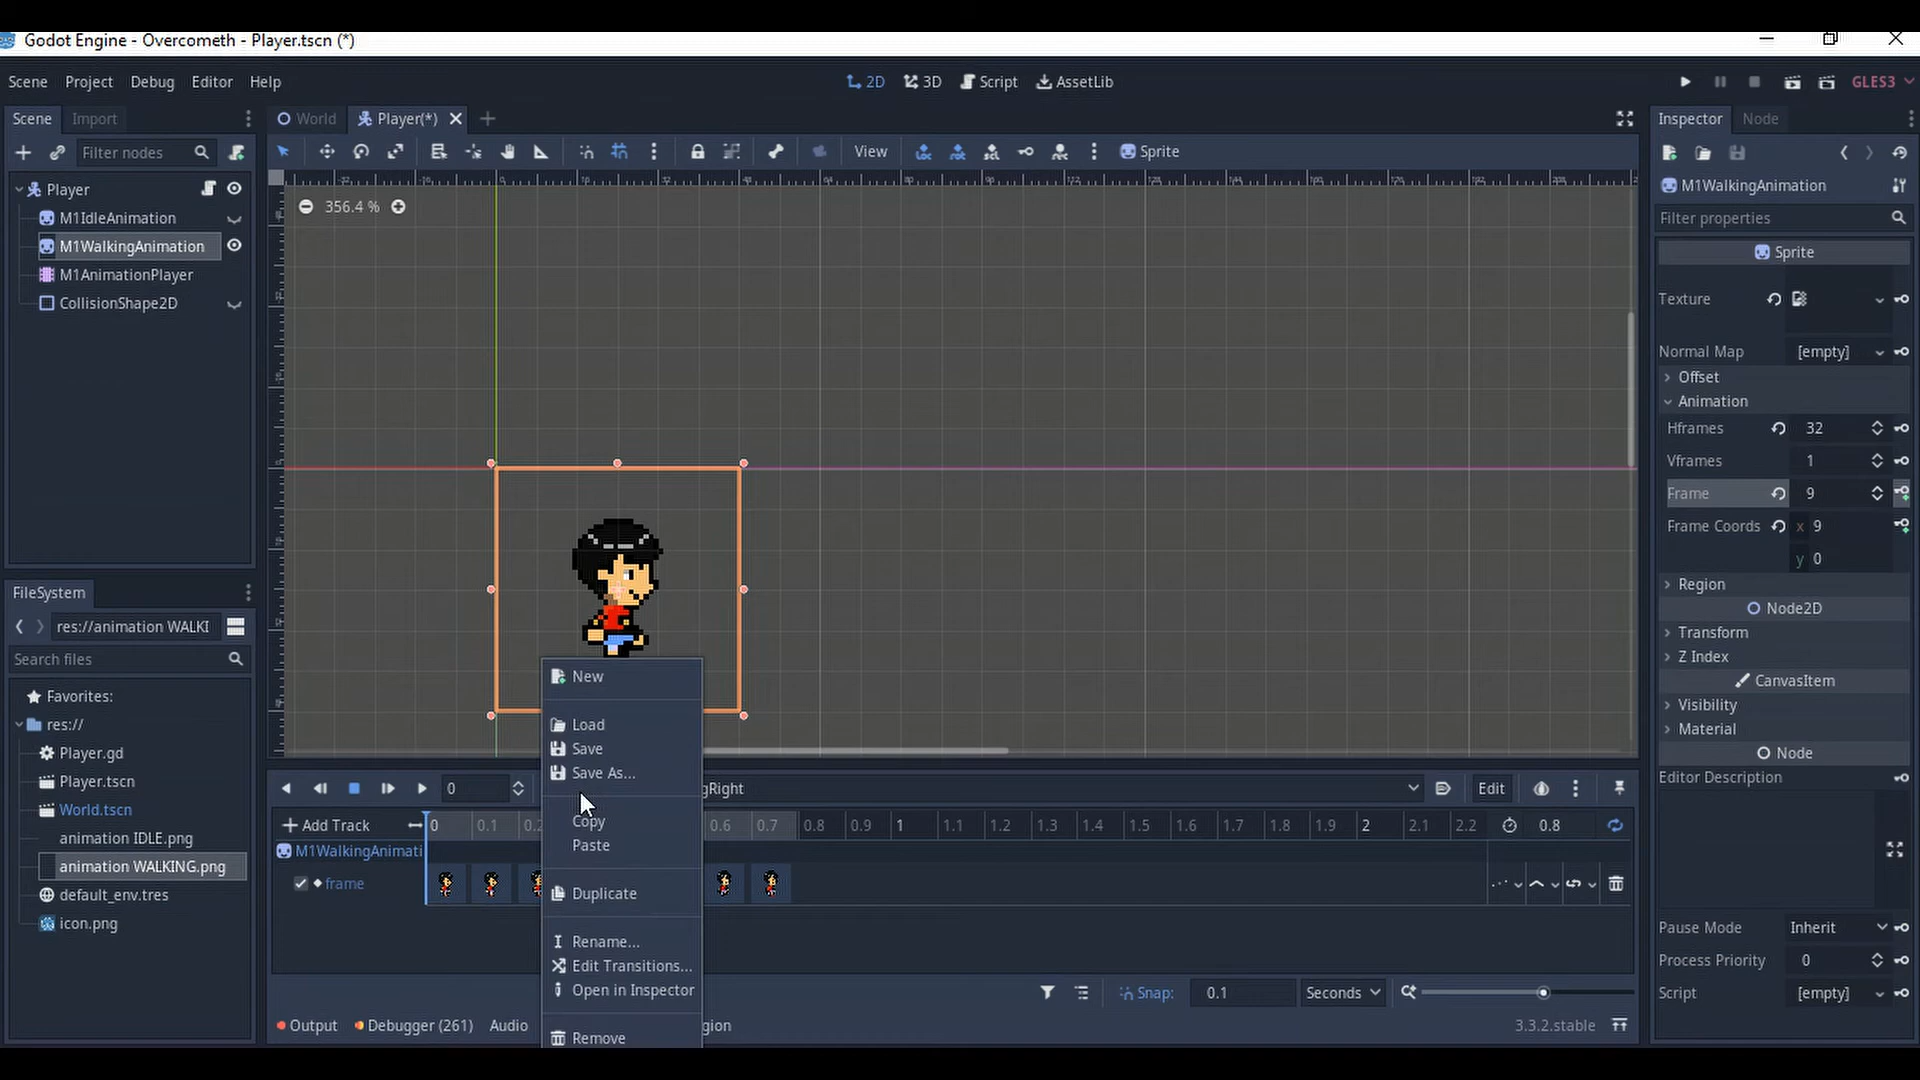 Godot Engine - Overcometh - Player.tscn (*)
Scene Project Debug Editor Help
2D 3D Script AssetLib
GLES3
Scene Import
World Player(*)
Inspector Node
Filter nodes
View
Sprite
Player
M1IdleAnimation
M1WalkingAnimation
M1AnimationPlayer
CollisionShape2D
356.4 %
M1WalkingAnimation
Filter properties
Sprite
Texture
Normal Map [empty]
Offset
Animation
Hframes 32
Vframes 1
Frame 9
Frame Coords x 9
y 0
Region
Node2D
Transform
Z Index
CanvasItem
Visibility
Material
Node
Editor Description
Pause Mode Inherit
Process Priority 0
Script [empty]
FileSystem
res://animation WALKI
Search files
Favorites:
res://
Player.gd
Player.tscn
World.tscn
animation IDLE.png
animation WALKING.png
default_env.tres
icon.png
New
Load
Save
Save As...
Copy
Paste
Duplicate
Rename...
Edit Transitions...
Open in Inspector
Remove
0
gRight
Edit
Add Track
0 0.1 0.2 0.6 0.7 0.8 0.9 1 1.1 1.2 1.3 1.4 1.5 1.6 1.7 1.8 1.9 2 2.1 2.2 0.8
M1WalkingAnimati
frame
Snap: 0.1 Seconds
Output Debugger (261) Audio gion
3.3.2.stable